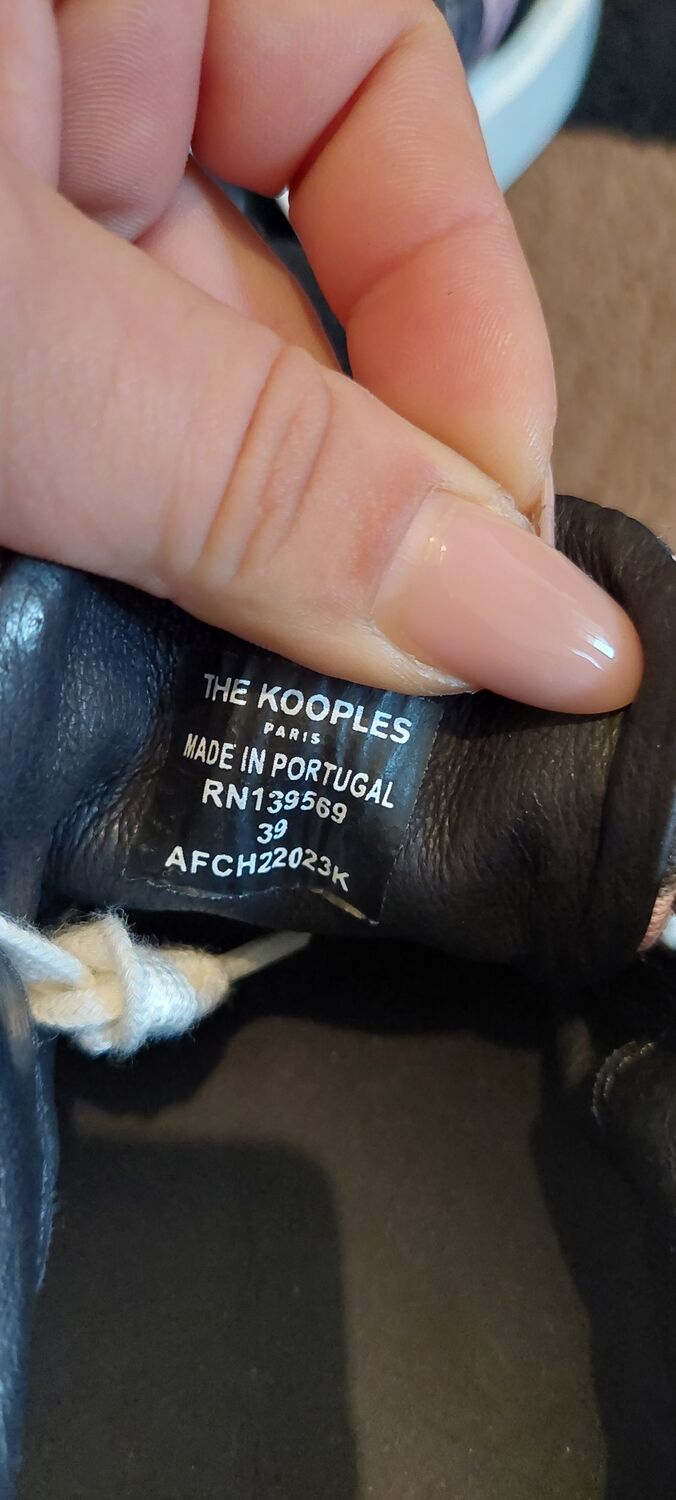 THE KOOPLES
PARIS
MADE IN PORTUGAL
RN139569
39
AFCH22023K